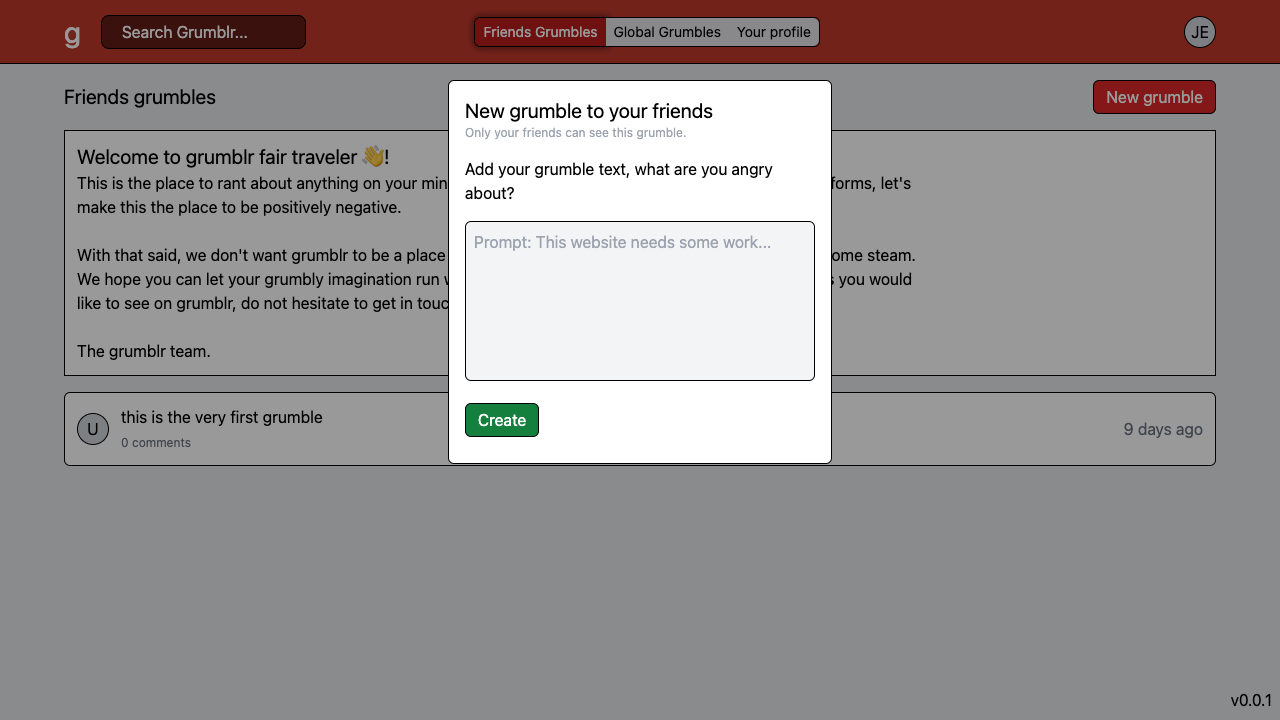 g
Search Grumblr...
Friends Grumbles
Global Grumbles
Your profile
JE
Friends grumbles
New grumble
New grumble to your friends
Only your friends can see this grumble.
Add your grumble text, what are you angry
about?
Prompt: This website needs some work...
Create
Welcome to grumblr fair traveler 👋!
This is the place to rant about anything on your min forms, let's
make this the place to be positively negative.
With that said, we don't want grumblr to be a place ome steam.
We hope you can let your grumbly imagination run you would
like to see on grumblr, do not hesitate to get in touc
The grumblr team.
U
this is the very first grumble
0 comments
9 days ago
v0.0.1